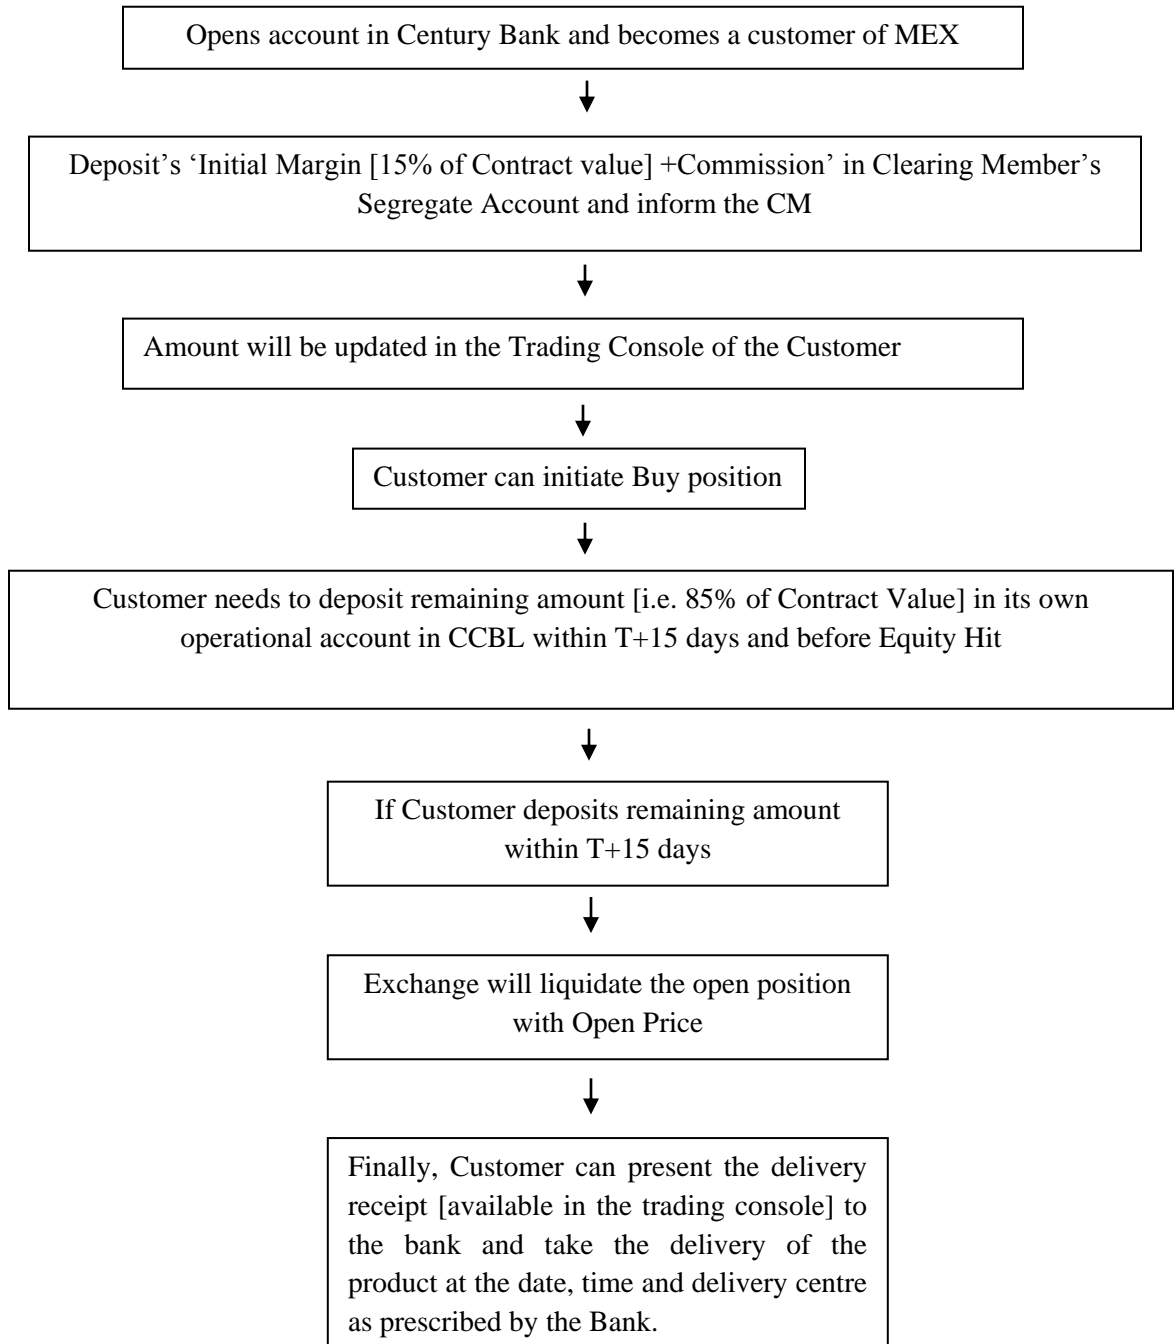 Opens account in Century Bank and becomes a customer of MEX
Deposit’s ‘Initial Margin [15% of Contract value] +Commission’ in Clearing Member’s
Segregate Account and inform the CM
Amount will be updated in the Trading Console of the Customer
Customer can initiate Buy position
Customer needs to deposit remaining amount [i.e. 85% of Contract Value] in its own
operational account in CCBL within T+15 days and before Equity Hit
If Customer deposits remaining amount
within T+15 days
Exchange will liquidate the open position
with Open Price
Finally, Customer can present the delivery
receipt [available in the trading console] to
the bank and take the delivery of the
product at the date, time and delivery centre
as prescribed by the Bank.